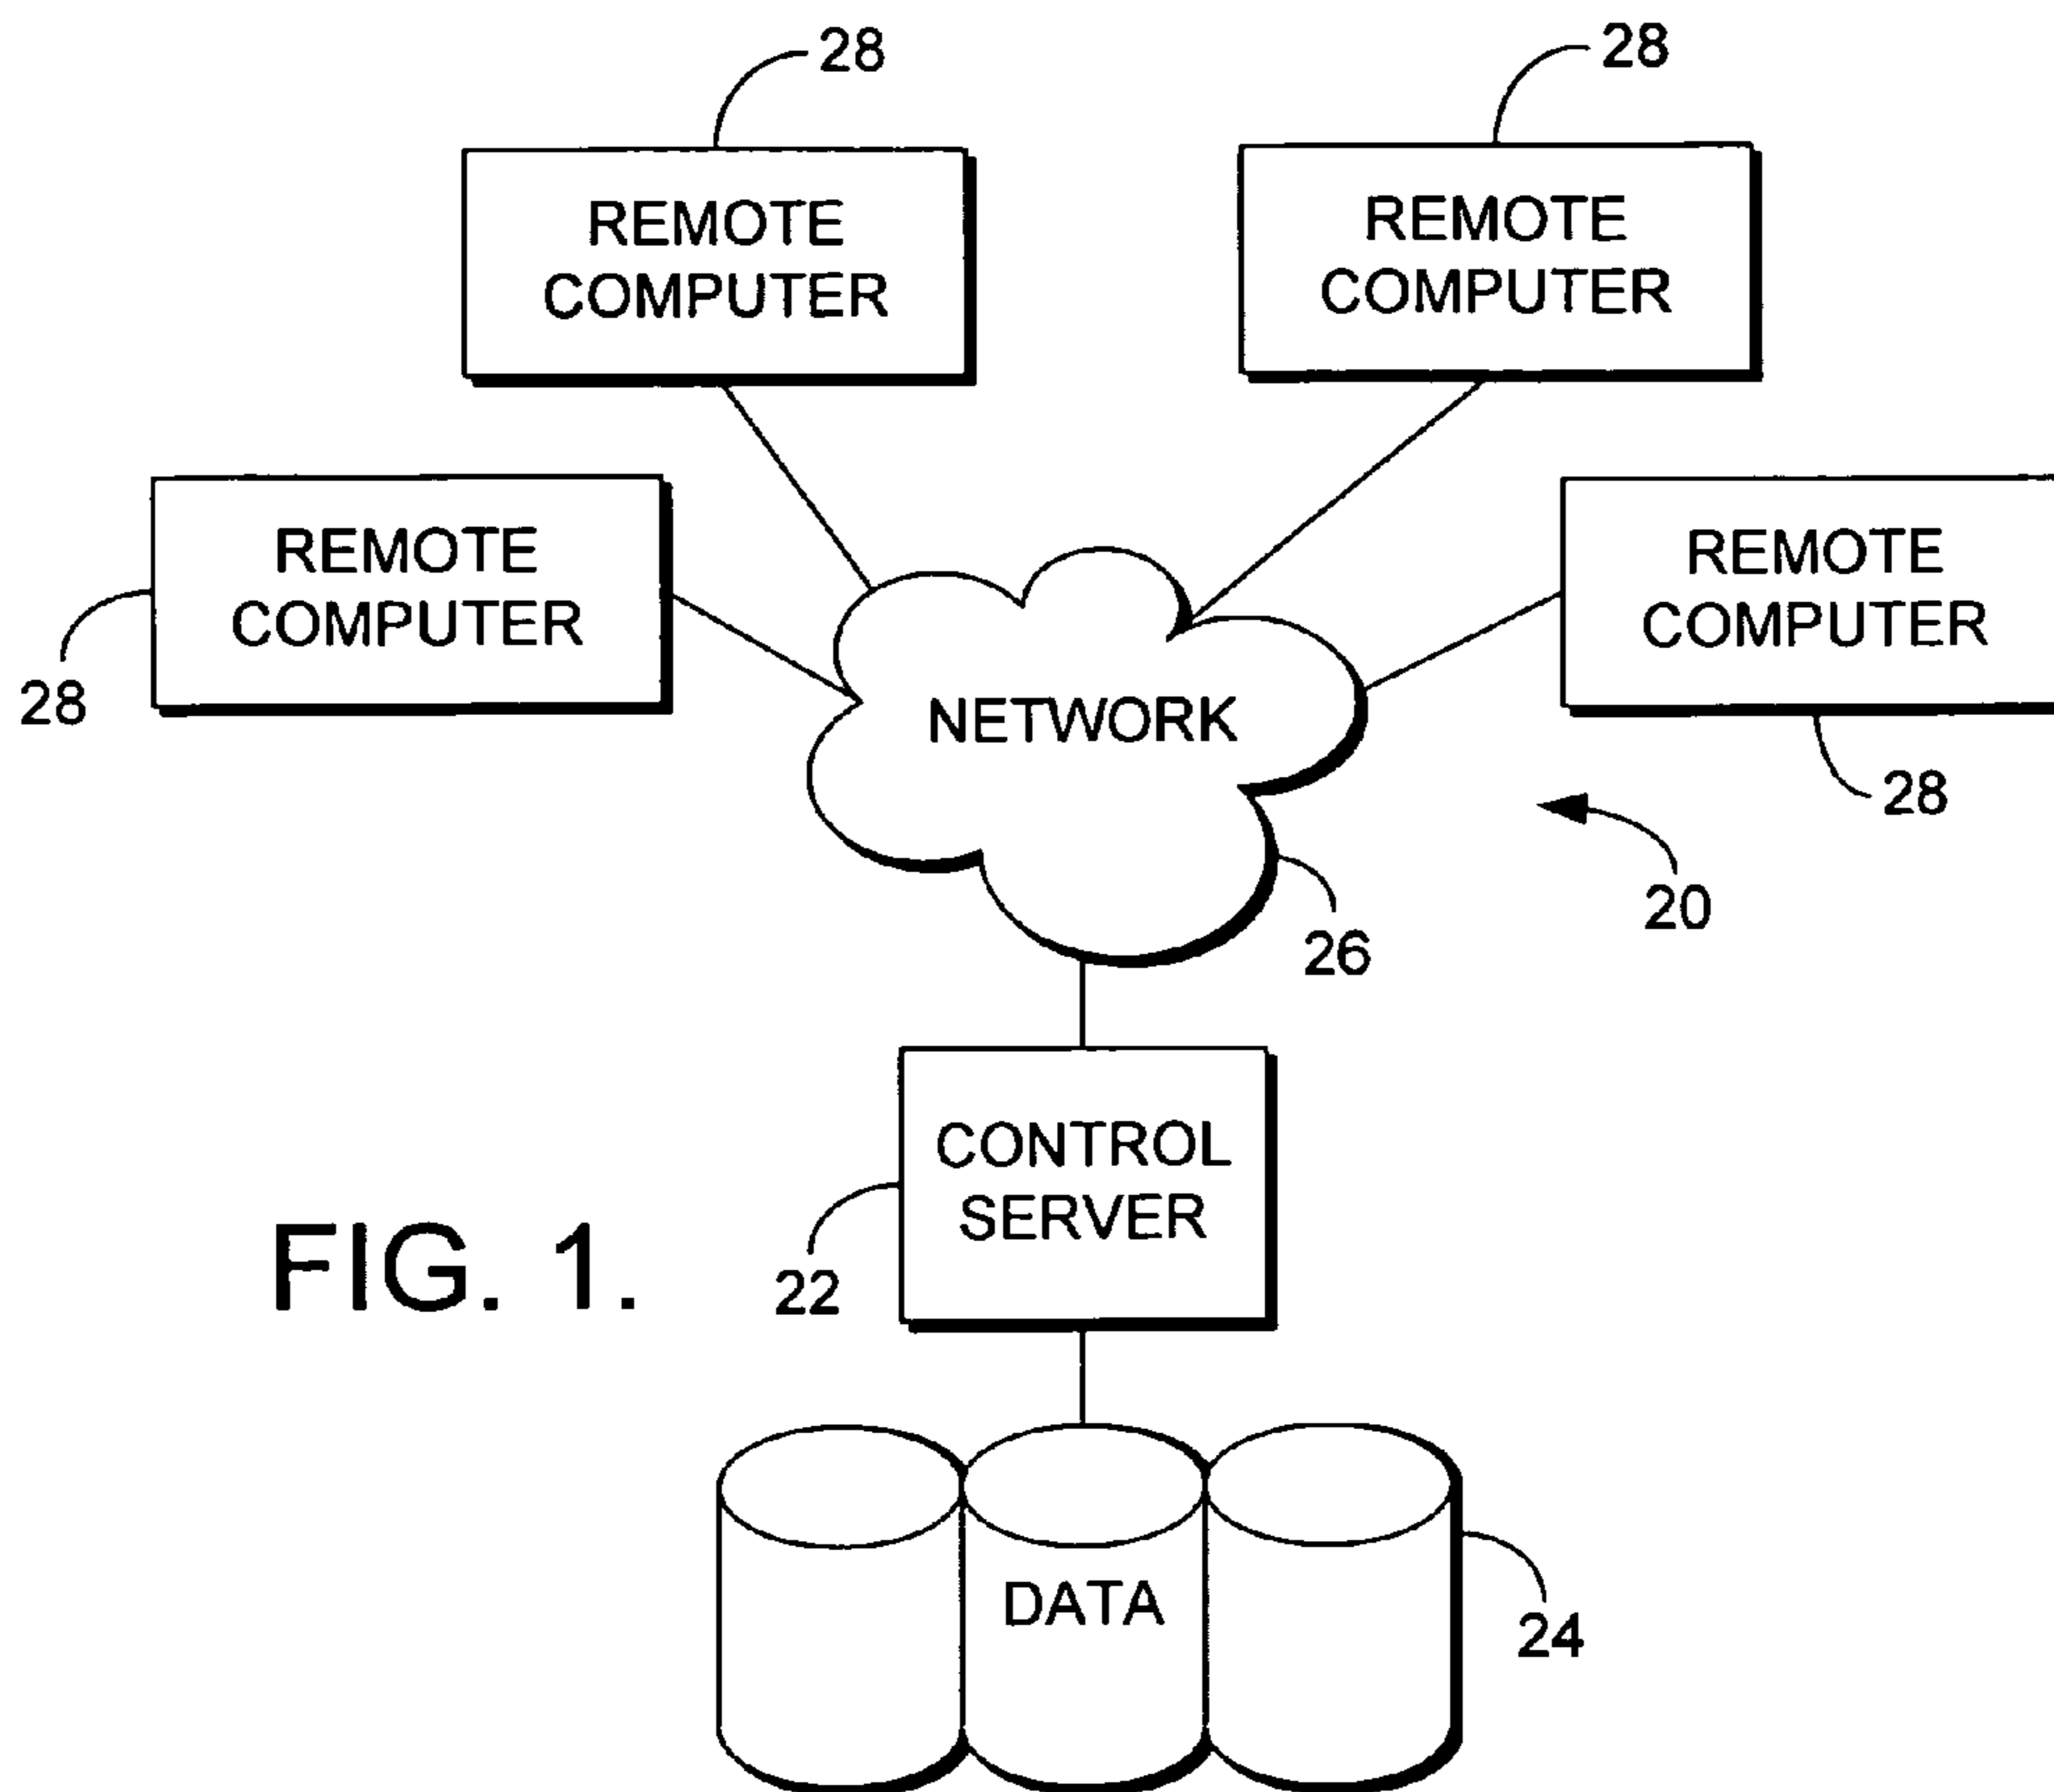 28
28
REMOTE
COMPUTER
REMOTE
COMPUTER
REMOTE
COMPUTER
REMOTE
COMPUTER
28
NETWORK
28
20
26
CONTROL
SERVER
22
FIG. 1.
DATA
24